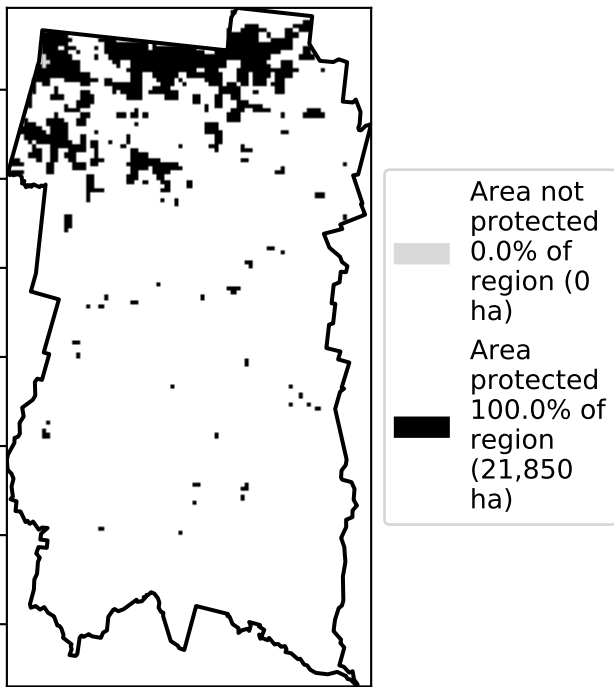 Area not
protected
0.0% of
region (0
ha)
Area
protected
100.0% of
region
(21,850
ha)